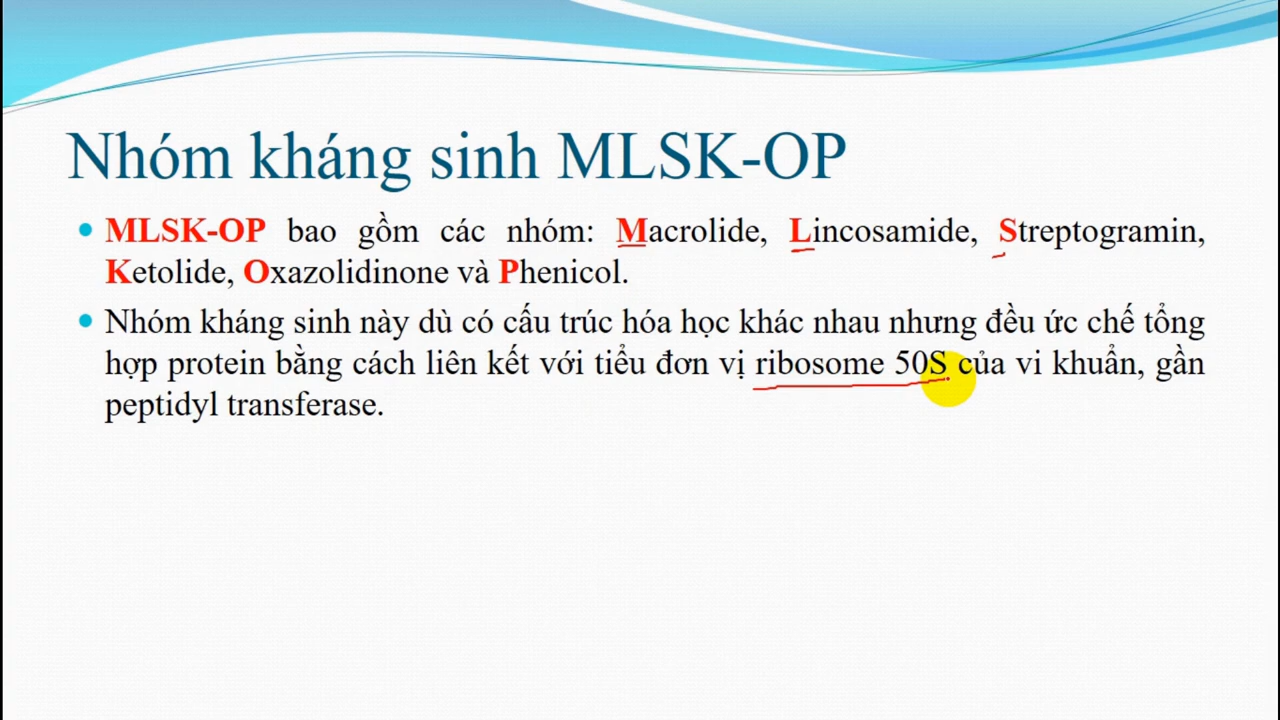 Nhóm kháng sinh MLSK-OP
• MLSK-OP bao gồm các nhóm: Macrolide, Lincosamide, Streptogramin,
Ketolide, Oxazolidinone và Phenicol.
• Nhóm kháng sinh này dù có cấu trúc hóa học khác nhau nhưng đều ức chế tổng
hợp protein bằng cách liên kết với tiểu đơn vị ribosome 50S của vi khuẩn, gần
peptidyl transferase.